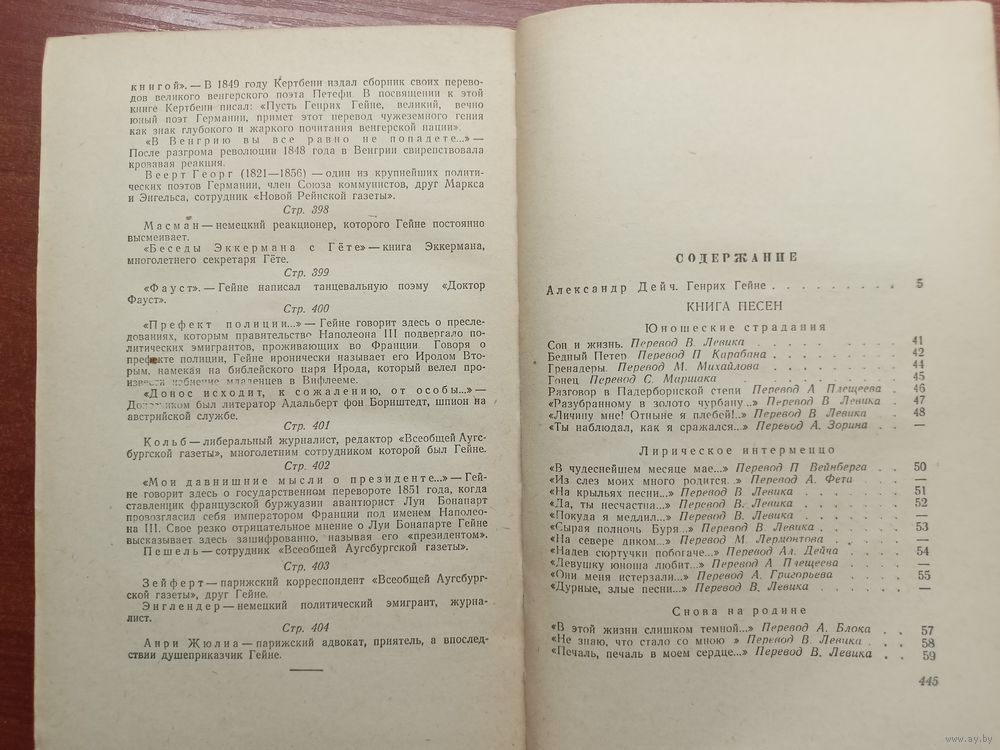 книгой». — В 1849 году Кертбени издал сборник своих перево-
дов великого венгерского поэта Петефи. В посвящении к этой
книге Кертбени писал: «Пусть Генрих Гейне, великий, вечно
юный поэт Германии, примет этот перевод чужеземного гения
как знак глубокого и жаркого почитания венгерской нации».
«В Венгрию вы все равно не попадете...» —
После разгрома революции 1848 года в Венгрии свирепствовала
кровавая реакция.
Веерт Георг (1821—1856) — один из крупнейших полити-
ческих поэтов Германии, член Союза коммунистов, друг Маркса
и Энгельса, сотрудник «Новой Рейнской газеты».
Стр. 398
Масман — немецкий реакционер, которого Гейне постоянно
высмеивает.
«Беседы Эккермана с Гёте» — книга Эккермана,
многолетнего секретаря Гёте.
Стр. 399
«Фауст». — Гейне написал танцевальную поэму «Доктор
Фауст».
Стр. 400
«Префект полиции...» — Гейне говорит здесь о пресле-
дованиях, которым правительство Наполеона III подвергало по-
литических эмигрантов, проживающих во Франции. Говоря о
префекте полиции, Гейне иронически называет его Иродом Вто-
рым, намекая на библейского царя Ирода, который велел про-
извести избиение младенцев в Вифлееме.
«Донос исходит, к сожалению, от особы...» —
Доносчиком был литератор Адальберт фон Борнштедт, шпион на
австрийской службе.
Стр. 401
Кольб — либеральный журналист, редактор «Всеобщей Аугс-
бургской газеты», многолетним сотрудником которой был Гейне.
Стр. 402
«Мои давнишние мысли о президенте...» — Гей-
не говорит здесь о государственном перевороте 1851 года, когда
ставленник французской буржуазии авантюрист Луи Бонапарт
провозгласил себя императором Франции под именем Наполео-
на III. Свое резко отрицательное мнение о Луи Бонапарте Гейне
высказывает здесь зашифрованно, называя его «президентом».
Пешель — сотрудник «Всеобщей Аугсбургской газеты».
Стр. 403
Зейферт — парижский корреспондент «Всеобщей Аугсбург-
ской газеты», друг Гейне.
Энглендер — немецкий политический эмигрант, журна-
лист.
Стр. 404
Анри Жюлиа — парижский адвокат, приятель, а впослед-
ствии душеприказчик Гейне.
СОДЕРЖАНИЕ
Александр Дейч. Генрих Гейне . . . . . . . . . . 5
КНИГА ПЕСЕН
Юношеские страдания
Сон и жизнь. Перевод В. Левика . . . . . . . . . 41
Бедный Петер Перевод П Карабана . . . . . . . . 42
Гренадеры. Перевод М. Михайлова . . . . . . . . 44
Гонец Перевод С. Маршака . . . . . . . . . 45
Разговор в Падерборнской степи Перевод А Плещеева . 46
«Разубранному в золото чурбану..» Перевод В Левика . 47
«Личину мне! Отныне я плебей!..» Перевод В Левика . 48
«Ты наблюдал, как я сражался...» Перевод А. Зорина . . —
Лирическое интермеццо
«В чудеснейшем месяце мае...» Перевод П Вейнберга . . 50
«Из слез моих много родится..» Перевод А. Фета . . . —
«На крыльях песни...» Перевод В. Левика . . . . . 51
«Да, ты несчастна...» Перевод В. Левика . . . . . . 52
«Покуда я медлил...» Перевод В. Левика . . . . . . —
«Сырая полночь Буря...» Перевод В. Левика . . . . . 53
«На севере диком...» Перевод М. Лермонтова . . . . —
«Надев сюртучки побогаче...» Перевод Ал. Дейча . . . 54
«Девушку юноша любит...» Перевод А Плещеева . . . —
«Они меня истерзали...» Перевод А. Григорьева . . . . 55
«Дурные, злые песни...» Перевод В. Левика . . . . —
Снова на родине
«В этой жизни слишком темной...» Перевод А. Блока . . 57
«Не знаю, что стало со мною » Перевод В. Левика . . . 58
«Печаль, печаль в моем сердце...» Перевод В. Левика . . 59
445
www.ay.by